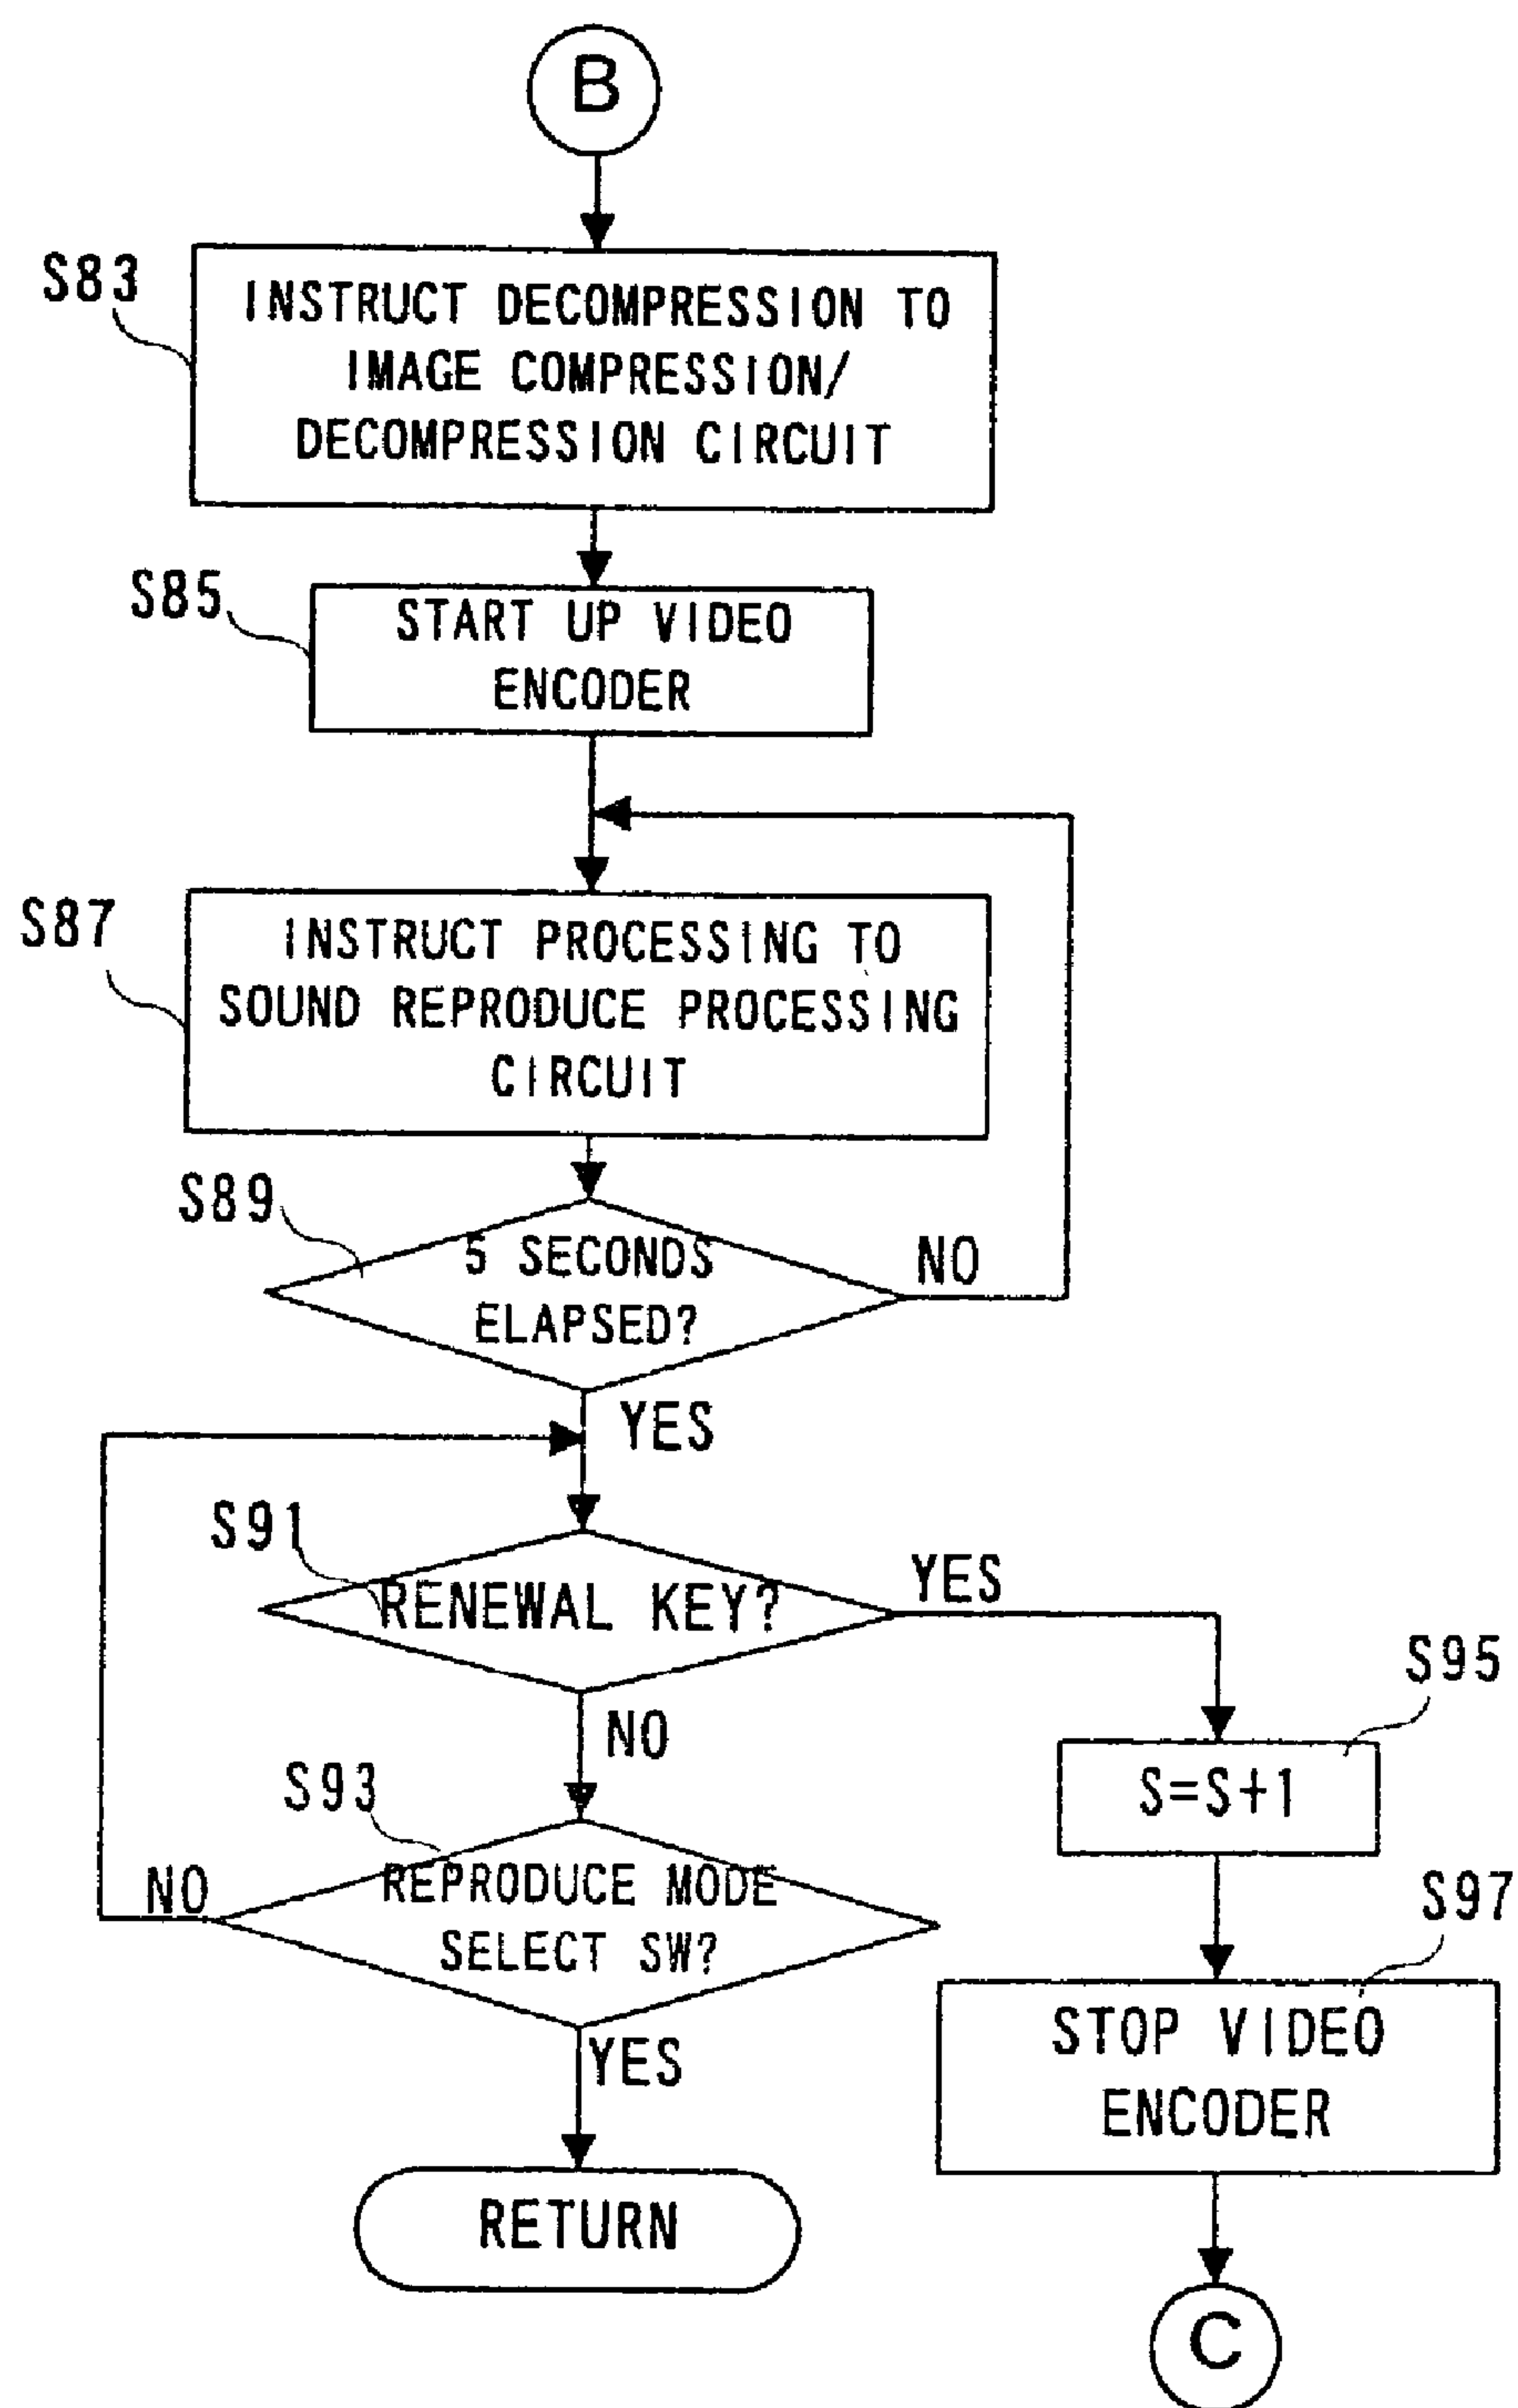 B
S83
INSTRUCT DECOMPRESSION TO
IMAGE COMPRESSION/
DECOMPRESSION CIRCUIT
S85
START UP VIDEO
ENCODER
S87
INSTRUCT PROCESSING TO
SOUND REPRODUCE PROCESSING
CIRCUIT
S89
5 SECONDS
ELAPSED?
NO
YES
S91
RENEWAL KEY?
YES
NO
S95
S=S+1
S93
REPRODUCE MODE
SELECT SW?
NO
YES
S97
STOP VIDEO
ENCODER
RETURN
C